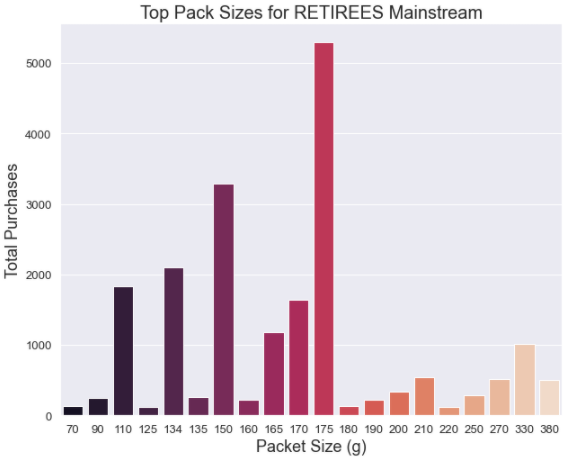 Top Pack Sizes for RETIREES Mainstream
Total Purchases
5000
4000
3000
2000
1000
0
70 90 110 125 134 135 150 160 165 170 175 180 190 200 210 220 250 270 330 380
Packet Size (g)